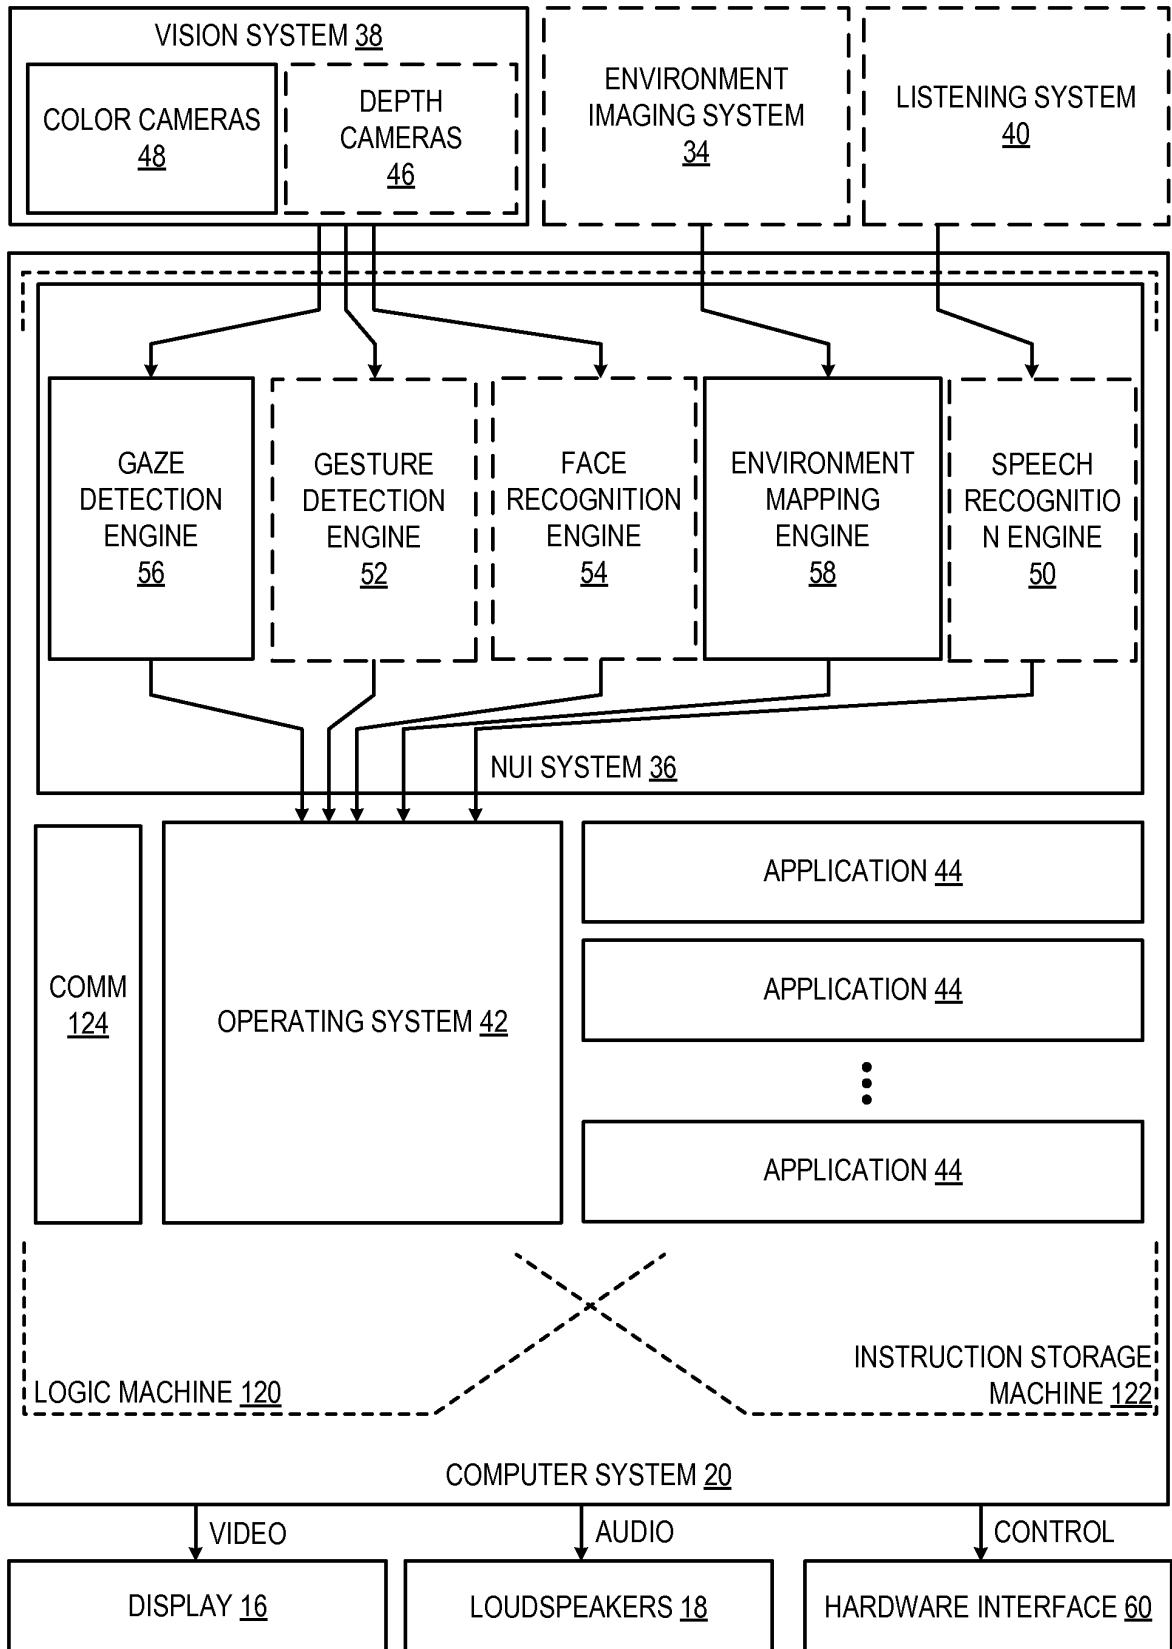 VISION SYSTEM 38
COLOR CAMERAS
48
DEPTH
CAMERAS
46
ENVIRONMENT
IMAGING SYSTEM
34
LISTENING SYSTEM
40
GAZE
DETECTION
ENGINE
56
GESTURE
DETECTION
ENGINE
52
FACE
RECOGNITION
ENGINE
54
ENVIRONMENT
MAPPING
ENGINE
58
SPEECH
RECOGNITIO
N ENGINE
50
NUI SYSTEM 36
COMM
124
OPERATING SYSTEM 42
APPLICATION 44
APPLICATION 44
APPLICATION 44
LOGIC MACHINE 120
INSTRUCTION STORAGE
MACHINE 122
COMPUTER SYSTEM 20
VIDEO
AUDIO
CONTROL
DISPLAY 16
LOUDSPEAKERS 18
HARDWARE INTERFACE 60